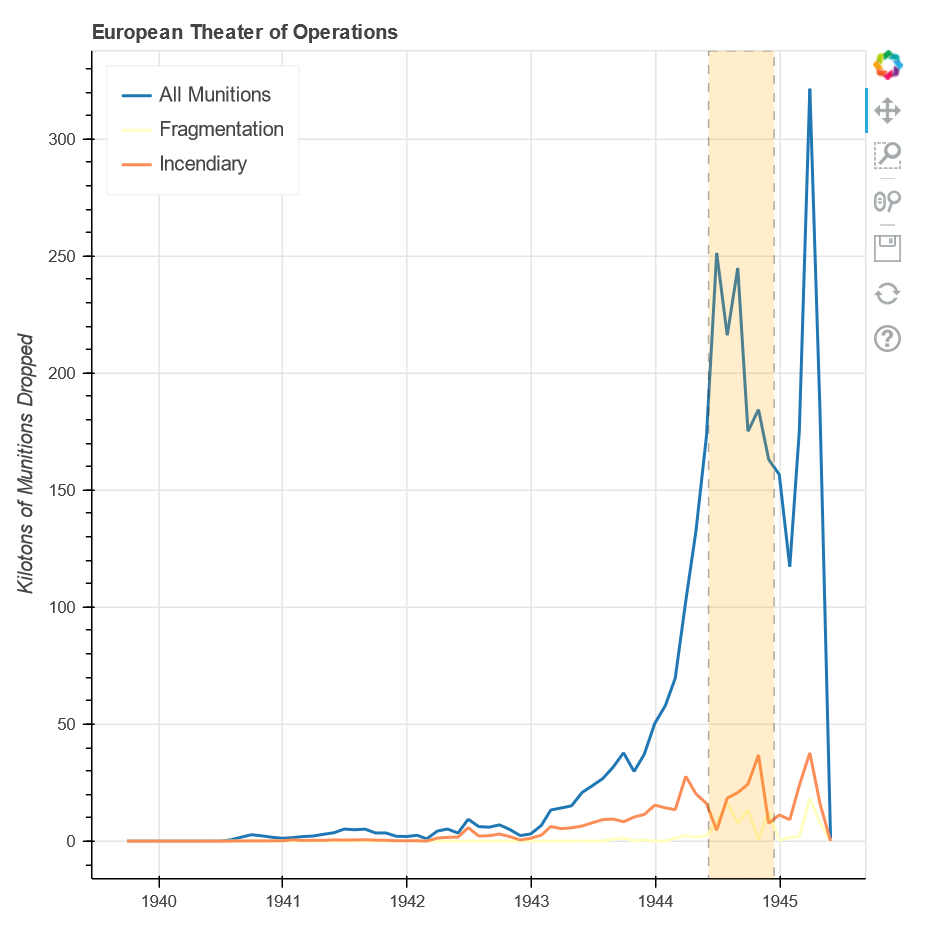 European Theater of Operations
All Munitions
Fragmentation
Incendiary
Kilotons of Munitions Dropped
300
250
200
150
100
50
0
1940
1941
1942
1943
1944
1945